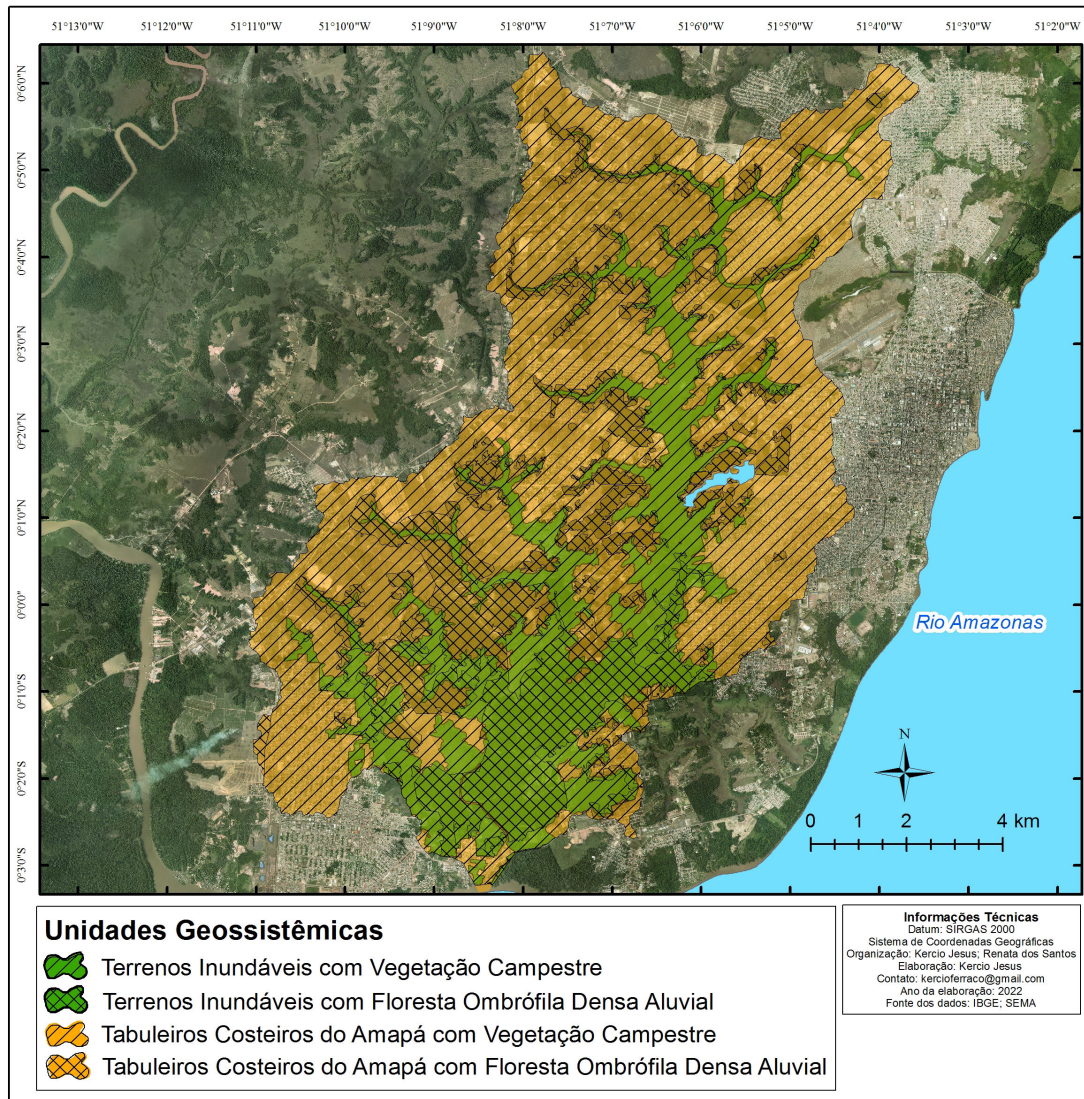 51°13'0"W 51°12'0"W 51°11'0"W 51°10'0"W 51°9'0"W 51°8'0"W 51°7'0"W 51°6'0"W 51°5'0"W 51°4'0"W 51°3'0"W 51°2'0"W
0°6'0"N
0°5'0"N
0°4'0"N
0°3'0"N
0°2'0"N
0°1'0"N
0°0'0"
0°1'0"S
0°2'0"S
0°3'0"S
Rio Amazonas
N
0 1 2 4 km
Unidades Geossistêmicas
Terrenos Inundáveis com Vegetação Campestre
Terrenos Inundáveis com Floresta Ombrófila Densa Aluvial
Tabuleiros Costeiros do Amapá com Vegetação Campestre
Tabuleiros Costeiros do Amapá com Floresta Ombrófila Densa Aluvial
Informações Técnicas
Datum: SIRGAS 2000
Sistema de Coordenadas Geográficas
Organização: Kercio Jesus; Renata dos Santos
Elaboração: Kercio Jesus
Contato: kercioferraco@gmail.com
Ano da elaboração: 2022
Fonte dos dados: IBGE; SEMA